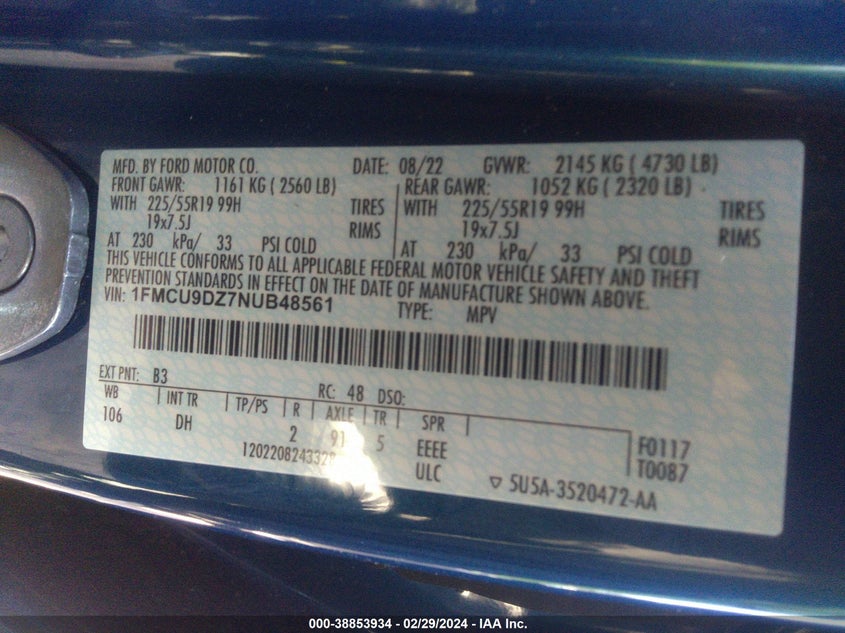 MFD. BY FORD MOTOR CO. DATE: 08/22 GVWR: 2145 KG ( 4730 LB)
FRONT GAWR: 1161 KG ( 2560 LB) REAR GAWR: 1052 KG ( 2320 LB)
WITH 225/55R19 99H TIRES WITH 225/55R19 99H TIRES
19x7.5J RIMS 19x7.5J RIMS
AT 230 kPa/ 33 PSI COLD AT 230 kPa/ 33 PSI COLD
THIS VEHICLE CONFORMS TO ALL APPLICABLE FEDERAL MOTOR VEHICLE SAFETY AND THEFT
PREVENTION STANDARDS IN EFFECT ON THE DATE OF MANUFACTURE SHOWN ABOVE.
VIN: 1FMCU9DZ7NUB48561 TYPE: MPV
EXT PNT: B3 RC: 48 DSO:
WB INT TR TP/PS R AXLE TR SPR
106 DH 2 91 5 EEEE F0117
ULC T0087
5U5A-3520472-AA
000-38853934 - 02/29/2024 - IAA Inc.